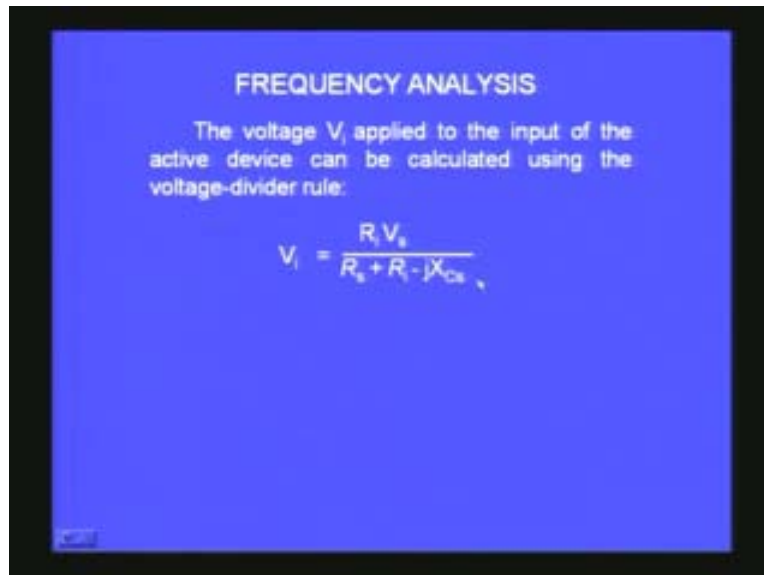 FREQUENCY ANALYSIS
The voltage Vᵢ applied to the input of the
active device can be calculated using the
voltage-divider rule:
Vᵢ = RᵢVₛ / (Rₛ + Rᵢ - jX_Cs)